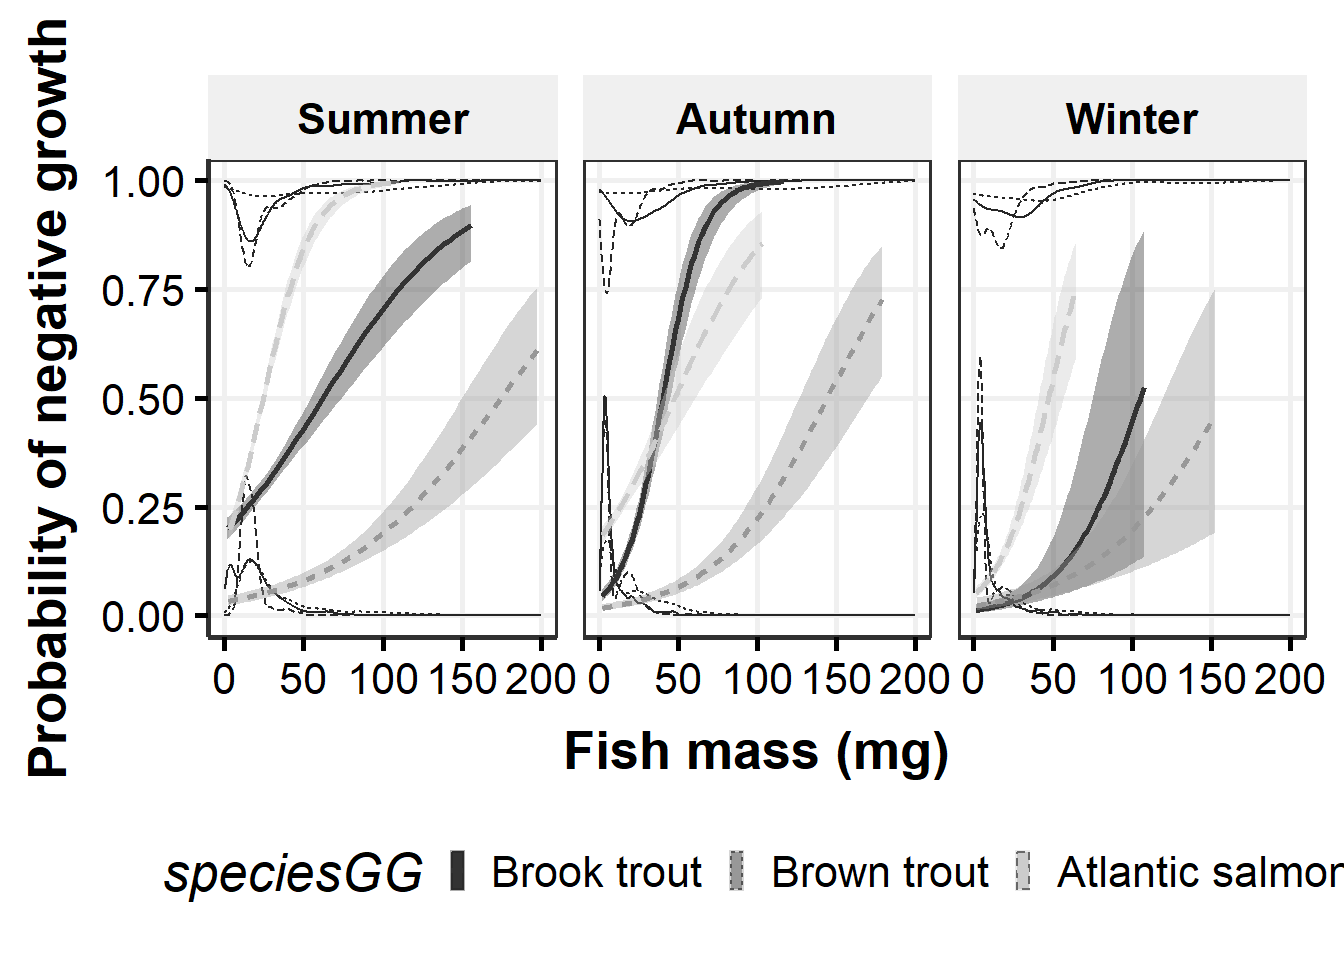 Probability of negative growth
Summer Autumn Winter
1.00
0.75
0.50
0.25
0.00
0 50 100 150 200 0 50 100 150 200 0 50 100 150 200
Fish mass (mg)
speciesGG Brook trout Brown trout Atlantic salmon